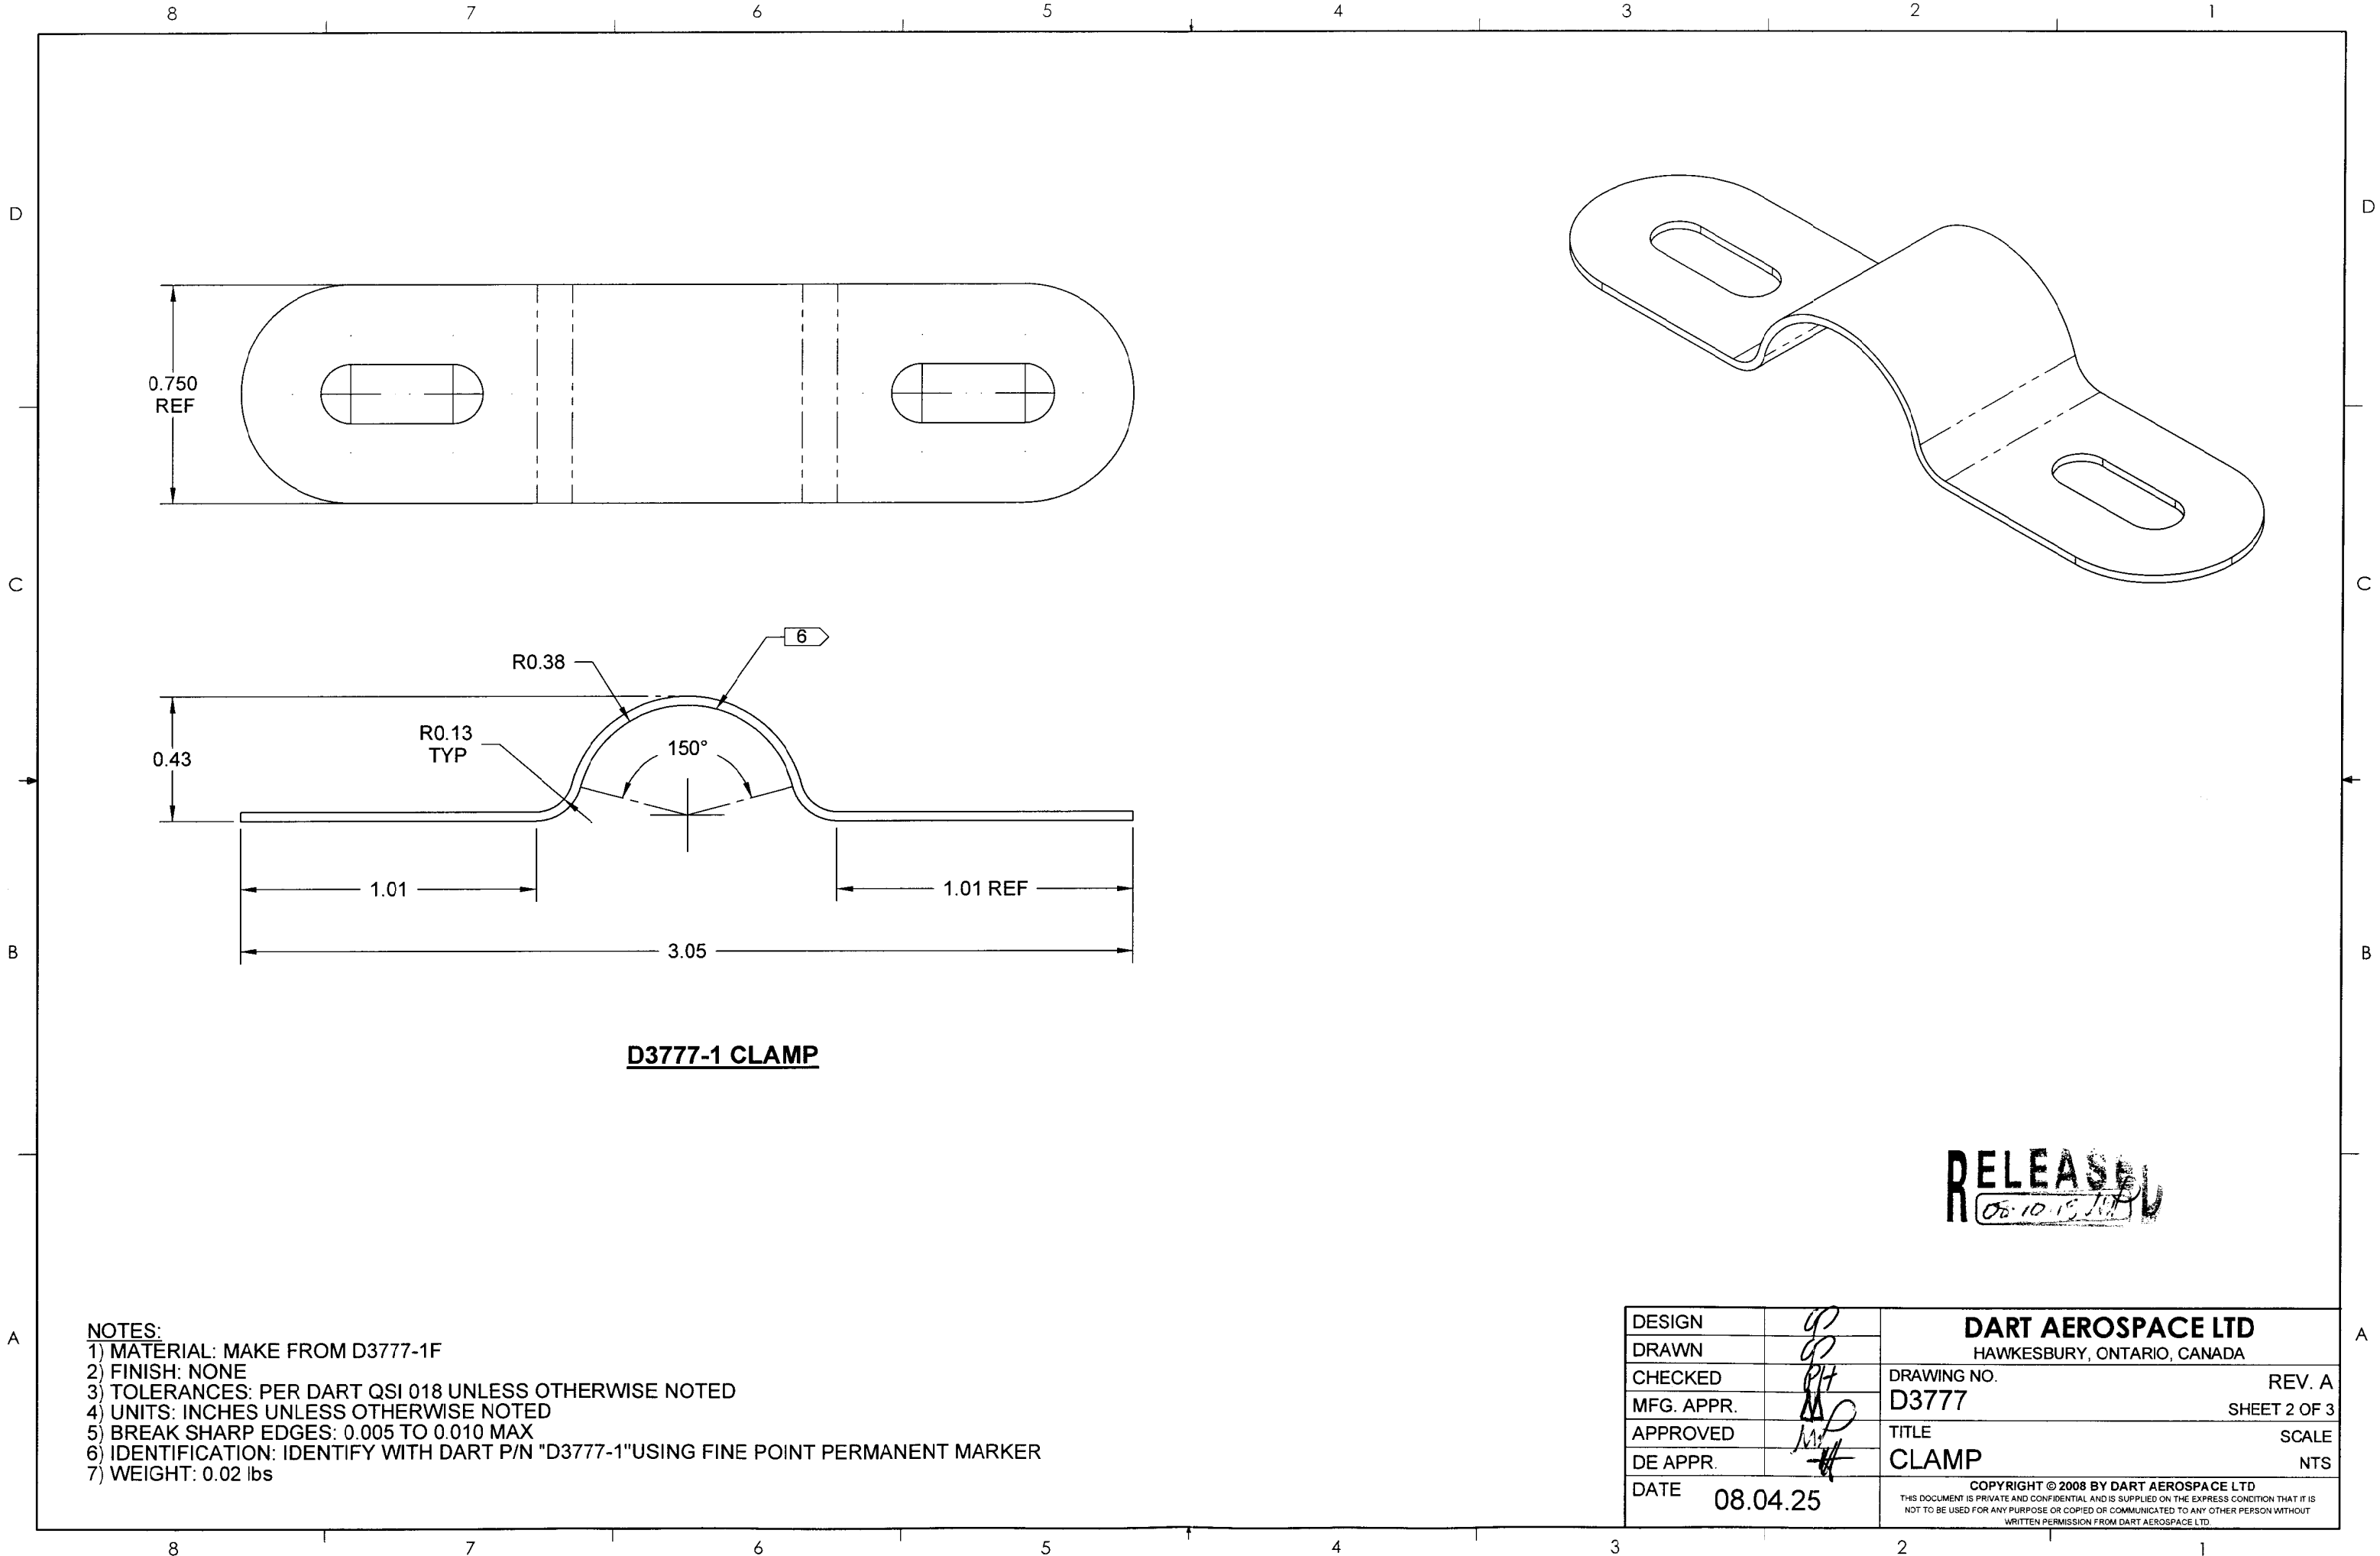 8 7 6 5 4 3 2 1
D D
0.750
REF
C C
6
R0.38
R0.13
TYP
150°
0.43
1.01
1.01 REF
B B
3.05
D3777-1 CLAMP
RELEASED
A A
NOTES:
1) MATERIAL: MAKE FROM D3777-1F
2) FINISH: NONE
3) TOLERANCES: PER DART QSI 018 UNLESS OTHERWISE NOTED
4) UNITS: INCHES UNLESS OTHERWISE NOTED
5) BREAK SHARP EDGES: 0.005 TO 0.010 MAX
6) IDENTIFICATION: IDENTIFY WITH DART P/N "D3777-1"USING FINE POINT PERMANENT MARKER
7) WEIGHT: 0.02 lbs
DESIGN
DRAWN
CHECKED
MFG. APPR.
APPROVED
DE APPR.
DATE 08.04.25
DART AEROSPACE LTD
HAWKESBURY, ONTARIO, CANADA
DRAWING NO. REV. A
D3777 SHEET 2 OF 3
TITLE SCALE
CLAMP NTS
COPYRIGHT © 2008 BY DART AEROSPACE LTD
THIS DOCUMENT IS PRIVATE AND CONFIDENTIAL AND IS SUPPLIED ON THE EXPRESS CONDITION THAT IT IS
NOT TO BE USED FOR ANY PURPOSE OR COPIED OR COMMUNICATED TO ANY OTHER PERSON WITHOUT
WRITTEN PERMISSION FROM DART AEROSPACE LTD.
8 7 6 5 4 3 2 1